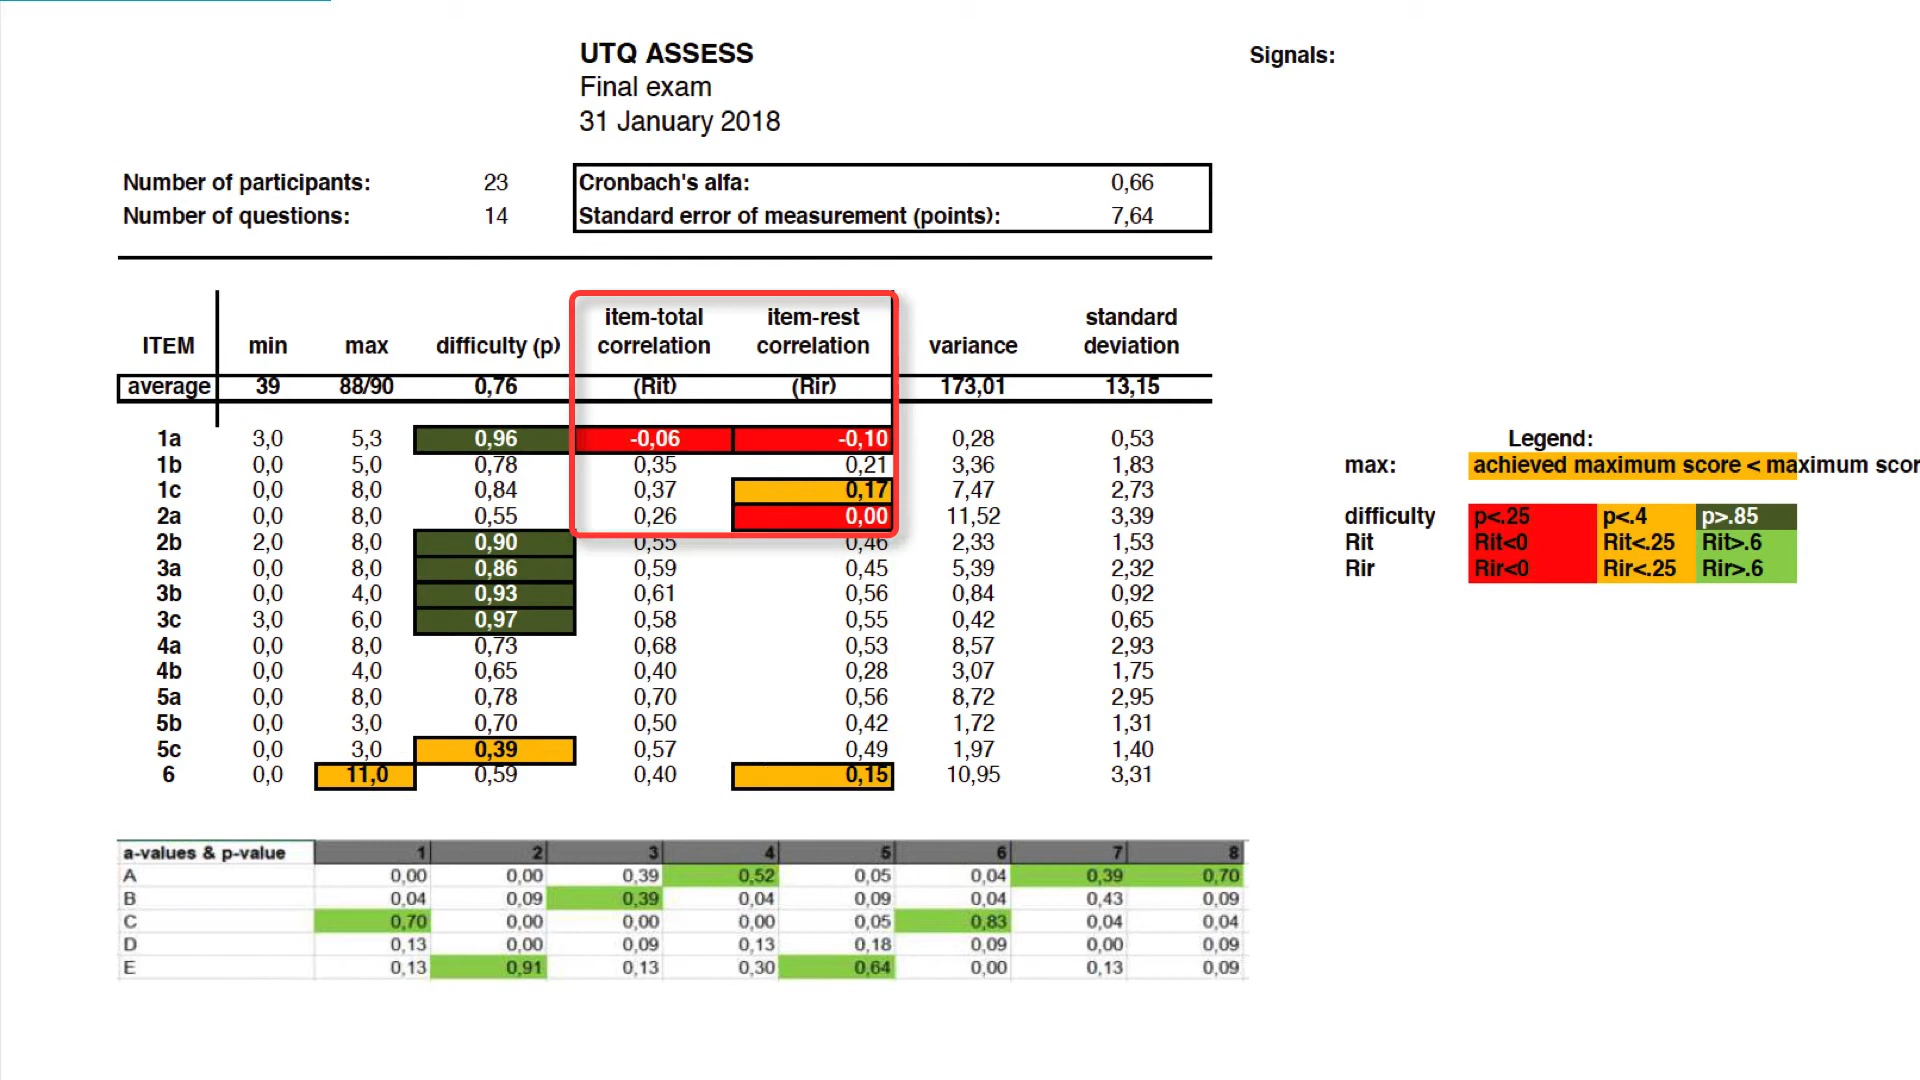 UTQ ASSESS
Signals:
Final exam
31 January 2018
Number of participants: 23 Cronbach's alfa: 0,66
Number of questions: 14 Standard error of measurement (points): 7,64
item-total item-rest standard
ITEM min max difficulty (p) correlation correlation variance deviation
average 39 88/90 0,76 (Rit) (Rir) 173,01 13,15
1a 3,0 5,3 0,96 -0,06 -0,10 0,28 0,53 Legend:
1b 0,0 5,0 0,78 0,35 0,21 3,36 1,83 max: achieved maximum score < maximum scor
1c 0,0 8,0 0,84 0,37 0,17 7,47 2,73
2a 0,0 8,0 0,55 0,26 0,00 11,52 3,39 difficulty p<.25 p<.4 p>.85
2b 2,0 8,0 0,90 0,55 0,46 2,33 1,53 Rit Rit<0 Rit<.25 Rit>.6
3a 0,0 8,0 0,86 0,59 0,45 5,39 2,32 Rir Rir<0 Rir<.25 Rir>.6
3b 0,0 4,0 0,93 0,61 0,56 0,84 0,92
3c 3,0 6,0 0,97 0,58 0,55 0,42 0,65
4a 0,0 8,0 0,73 0,68 0,53 8,57 2,93
4b 0,0 4,0 0,65 0,40 0,28 3,07 1,75
5a 0,0 8,0 0,78 0,70 0,56 8,72 2,95
5b 0,0 3,0 0,70 0,50 0,42 1,72 1,31
5c 0,0 3,0 0,39 0,57 0,49 1,97 1,40
6 0,0 11,0 0,59 0,40 0,15 10,95 3,31
a-values & p-value 1 2 3 4 5 6 7 8
A 0,00 0,00 0,39 0,52 0,05 0,04 0,39 0,70
B 0,04 0,09 0,39 0,04 0,09 0,04 0,43 0,09
C 0,70 0,00 0,00 0,00 0,05 0,83 0,04 0,04
D 0,13 0,00 0,09 0,13 0,18 0,09 0,00 0,09
E 0,13 0,91 0,13 0,30 0,64 0,00 0,13 0,09